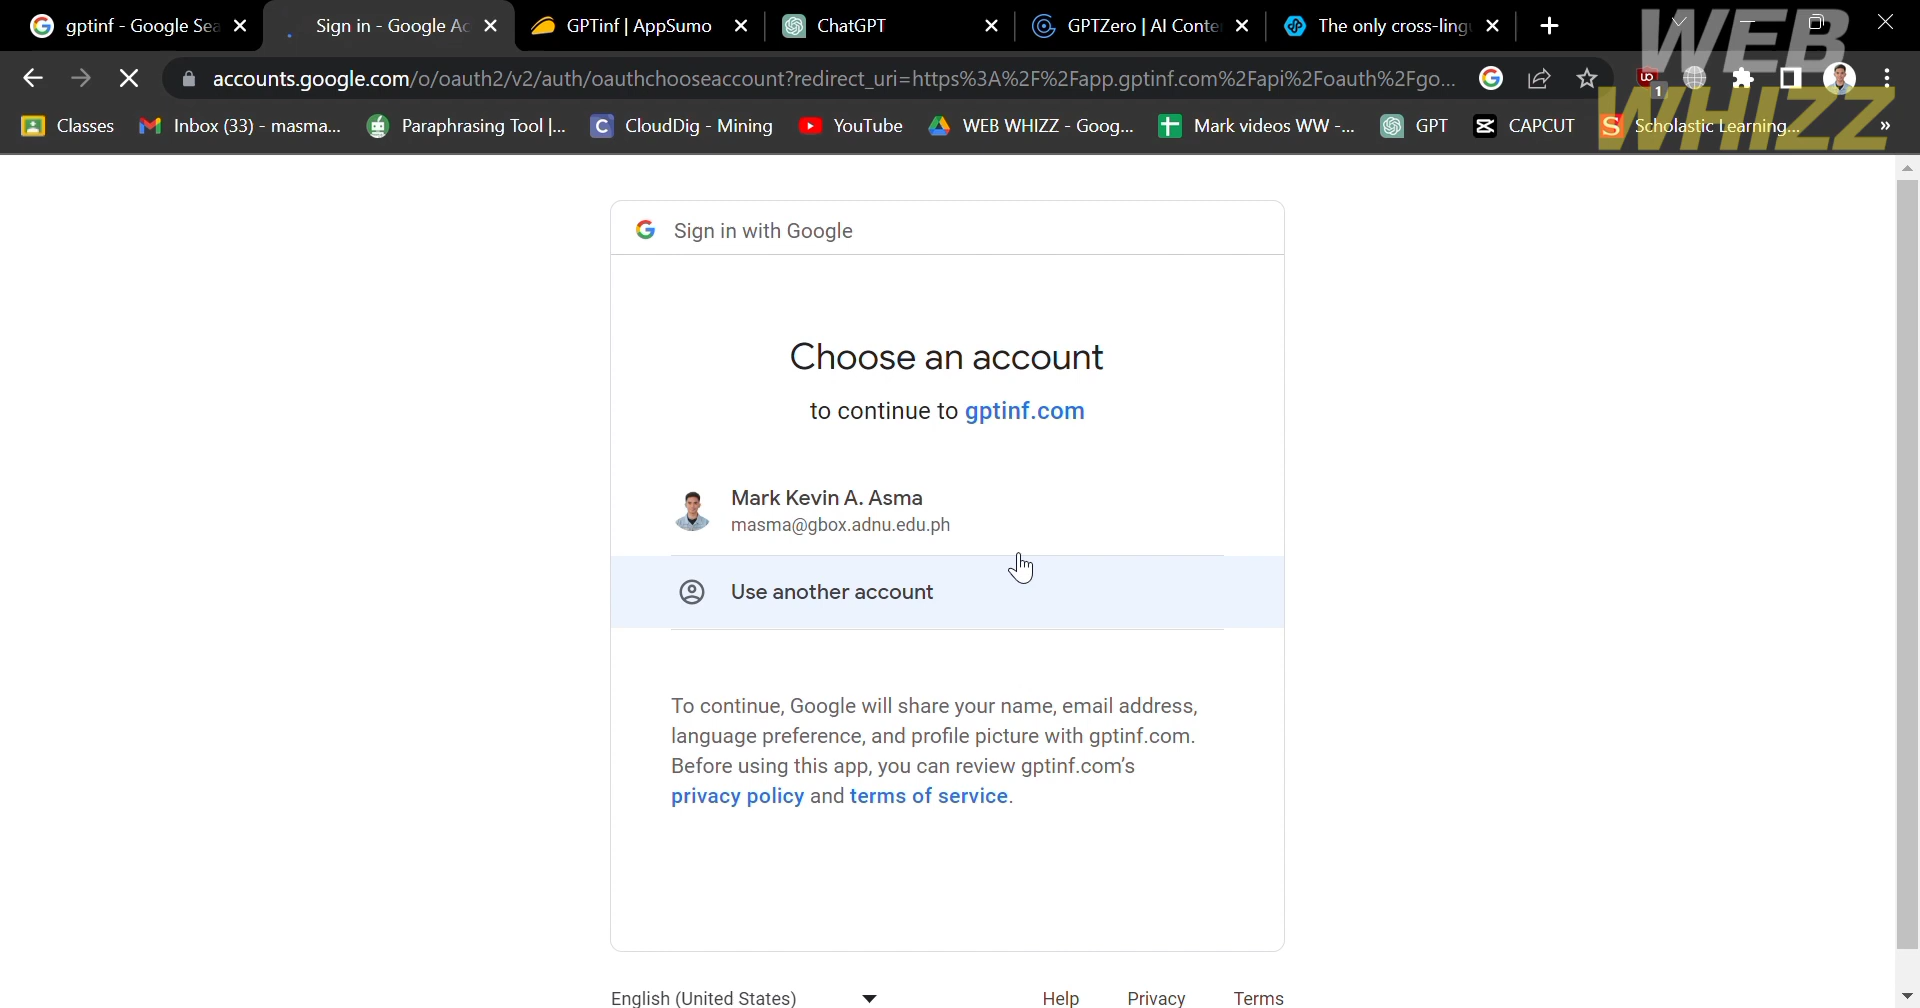 gptinf - Google Sea
Sign in - Google Ac
GPTinf | AppSumo
ChatGPT
GPTZero | AI Conte
The only cross-ling
accounts.google.com/o/oauth2/v2/auth/oauthchooseaccount?redirect_uri=https%3A%2F%2Fapp.gptinf.com%2Fapi%2Foauth%2Fgo...
1
WEB
WHIZZ
Classes
Inbox (33) - masma...
Paraphrasing Tool |...
CloudDig - Mining
YouTube
WEB WHIZZ - Goog...
Mark videos WW -...
GPT
CAPCUT
Scholastic Learning...
»
Sign in with Google
Choose an account
to continue to gptinf.com
Mark Kevin A. Asma
masma@gbox.adnu.edu.ph
Use another account
To continue, Google will share your name, email address,
language preference, and profile picture with gptinf.com.
Before using this app, you can review gptinf.com's
privacy policy and terms of service.
English (United States)
Help
Privacy
Terms